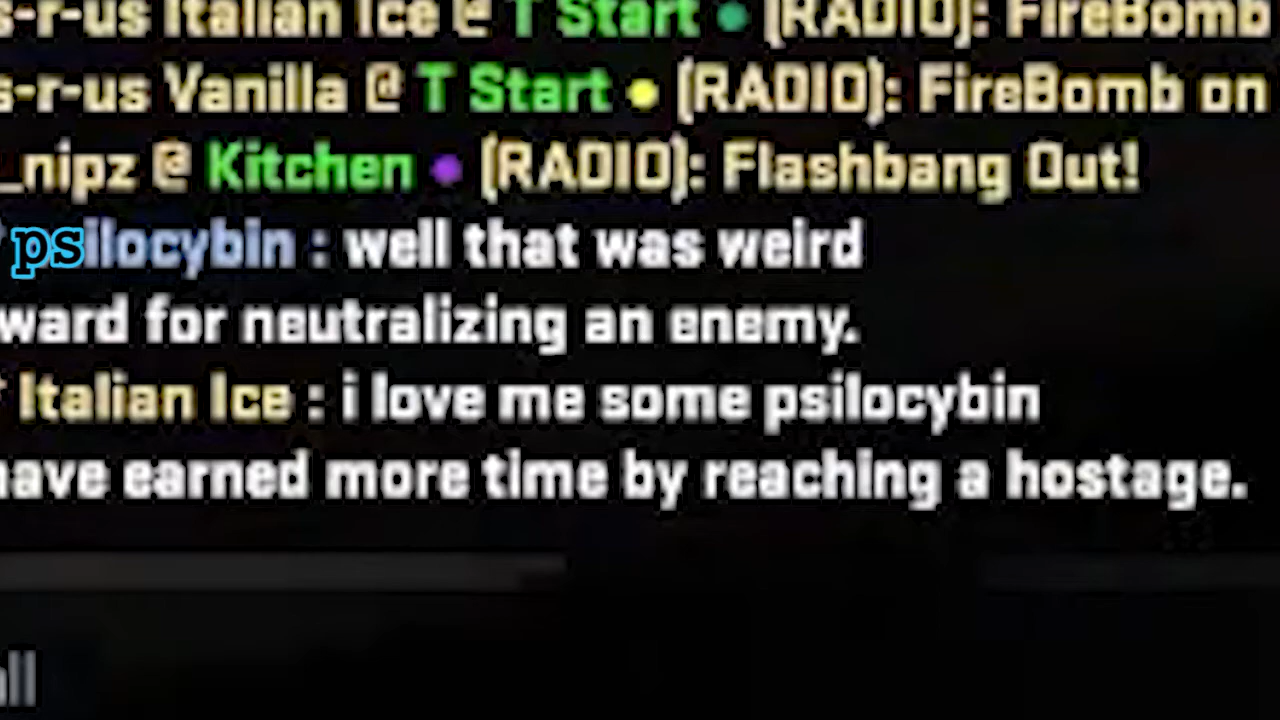 s-r-us Italian Ice @ T Start ● (RADIO): FireBomb
s-r-us Vanilla @ T Start ● (RADIO): FireBomb on
_nipz @ Kitchen ● (RADIO): Flashbang Out!
psilocybin : well that was weird
ward for neutralizing an enemy.
Italian Ice : i love me some psilocybin
have earned more time by reaching a hostage.
all